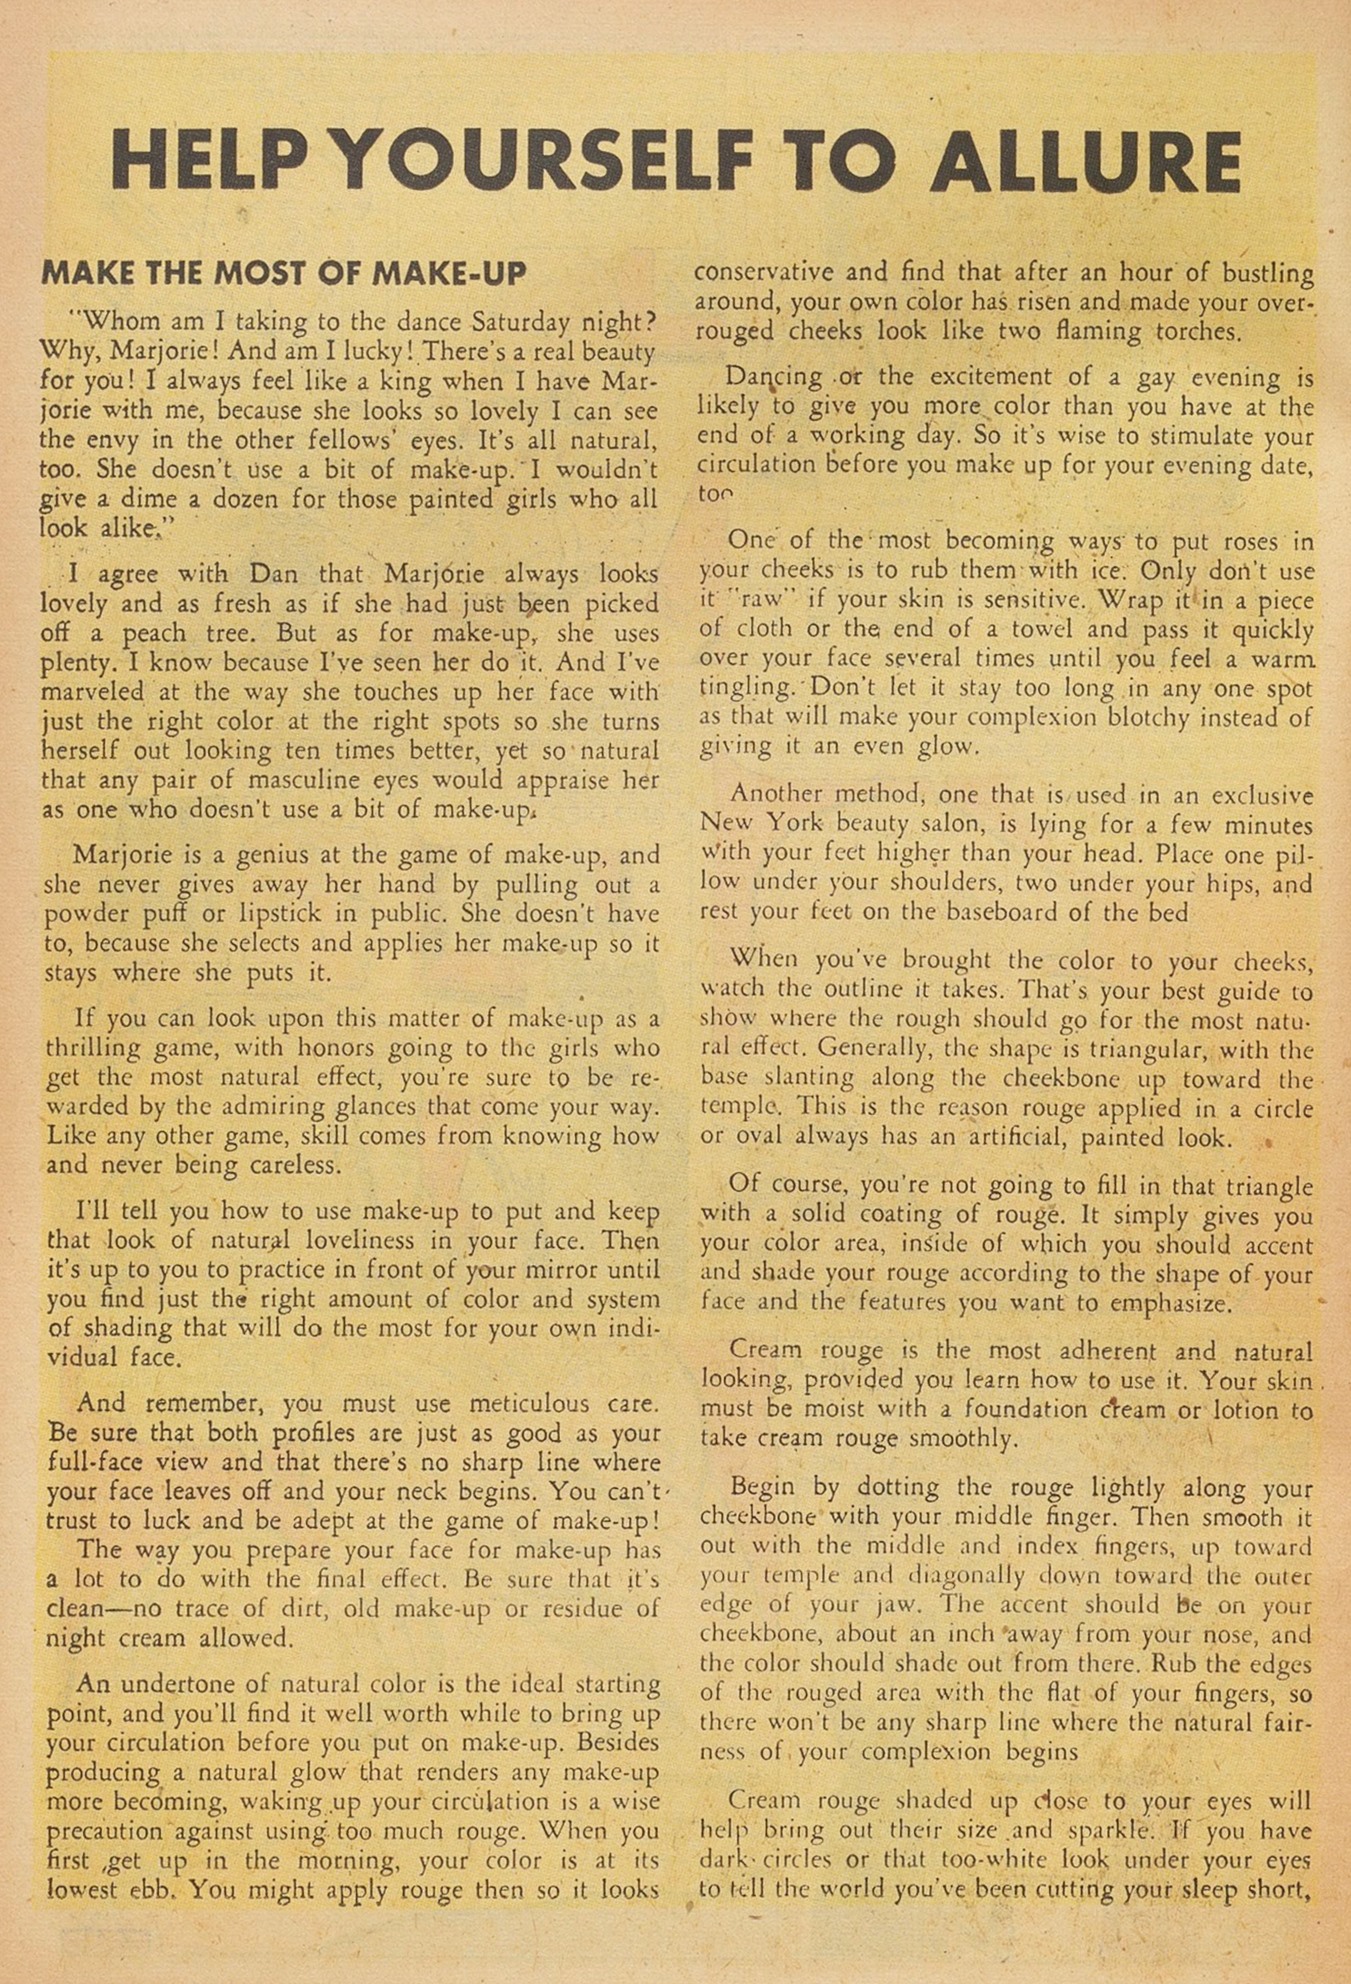 HELP YOURSELF TO ALLURE
MAKE THE MOST OF MAKE-UP
"Whom am I taking to the dance Saturday night?
Why, Marjorie! And am I lucky! There's a real beauty
for you! I always feel like a king when I have Mar-
jorie with me, because she looks so lovely I can see
the envy in the other fellows' eyes. It's all natural,
too. She doesn't use a bit of make-up. I wouldn't
give a dime a dozen for those painted girls who all
look alike."
I agree with Dan that Marjorie always looks
lovely and as fresh as if she had just been picked
off a peach tree. But as for make-up, she uses
plenty. I know because I've seen her do it. And I've
marveled at the way she touches up her face with
just the right color at the right spots so she turns
herself out looking ten times better, yet so natural
that any pair of masculine eyes would appraise her
as one who doesn't use a bit of make-up.
Marjorie is a genius at the game of make-up, and
she never gives away her hand by pulling out a
powder puff or lipstick in public. She doesn't have
to, because she selects and applies her make-up so it
stays where she puts it.
If you can look upon this matter of make-up as a
thrilling game, with honors going to the girls who
get the most natural effect, you're sure to be re-
warded by the admiring glances that come your way.
Like any other game, skill comes from knowing how
and never being careless.
I'll tell you how to use make-up to put and keep
that look of natural loveliness in your face. Then
it's up to you to practice in front of your mirror until
you find just the right amount of color and system
of shading that will do the most for your own indi-
vidual face.
And remember, you must use meticulous care.
Be sure that both profiles are just as good as your
full-face view and that there's no sharp line where
your face leaves off and your neck begins. You can't
trust to luck and be adept at the game of make-up!
The way you prepare your face for make-up has
a lot to do with the final effect. Be sure that it's
clean—no trace of dirt, old make-up or residue of
night cream allowed.
An undertone of natural color is the ideal starting
point, and you'll find it well worth while to bring up
your circulation before you put on make-up. Besides
producing a natural glow that renders any make-up
more becoming, waking up your circulation is a wise
precaution against using too much rouge. When you
first get up in the morning, your color is at its
lowest ebb. You might apply rouge then so it looks
conservative and find that after an hour of bustling
around, your own color has risen and made your over-
rouged cheeks look like two flaming torches.
Dancing or the excitement of a gay evening is
likely to give you more color than you have at the
end of a working day. So it's wise to stimulate your
circulation before you make up for your evening date,
too
One of the most becoming ways to put roses in
your cheeks is to rub them with ice. Only don't use
it "raw" if your skin is sensitive. Wrap it in a piece
of cloth or the end of a towel and pass it quickly
over your face several times until you feel a warm
tingling. Don't let it stay too long in any one spot
as that will make your complexion blotchy instead of
giving it an even glow.
Another method, one that is used in an exclusive
New York beauty salon, is lying for a few minutes
with your feet higher than your head. Place one pil-
low under your shoulders, two under your hips, and
rest your feet on the baseboard of the bed
When you've brought the color to your cheeks,
watch the outline it takes. That's your best guide to
show where the rough should go for the most natu-
ral effect. Generally, the shape is triangular, with the
base slanting along the cheekbone up toward the
temple. This is the reason rouge applied in a circle
or oval always has an artificial, painted look.
Of course, you're not going to fill in that triangle
with a solid coating of rouge. It simply gives you
your color area, inside of which you should accent
and shade your rouge according to the shape of your
face and the features you want to emphasize.
Cream rouge is the most adherent and natural
looking, provided you learn how to use it. Your skin
must be moist with a foundation cream or lotion to
take cream rouge smoothly.
Begin by dotting the rouge lightly along your
cheekbone with your middle finger. Then smooth it
out with the middle and index fingers, up toward
your temple and diagonally down toward the outer
edge of your jaw. The accent should be on your
cheekbone, about an inch away from your nose, and
the color should shade out from there. Rub the edges
of the rouged area with the flat of your fingers, so
there won't be any sharp line where the natural fair-
ness of your complexion begins
Cream rouge shaded up close to your eyes will
help bring out their size and sparkle. If you have
dark circles or that too-white look under your eyes
to tell the world you've been cutting your sleep short,